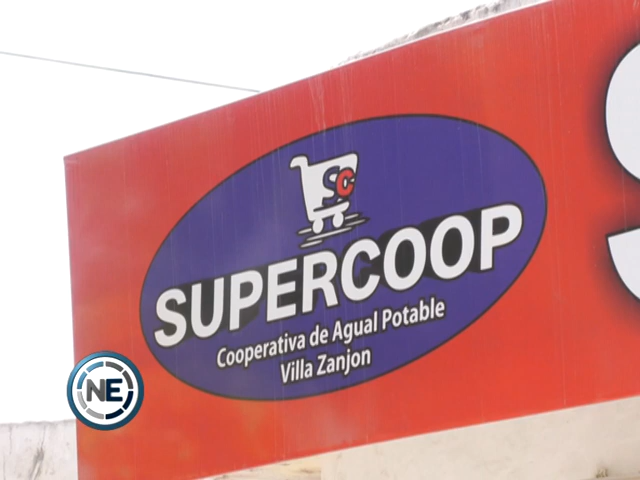 SC
SUPERCOOP
Cooperativa de Agual Potable
Villa Zanjon
NE
S